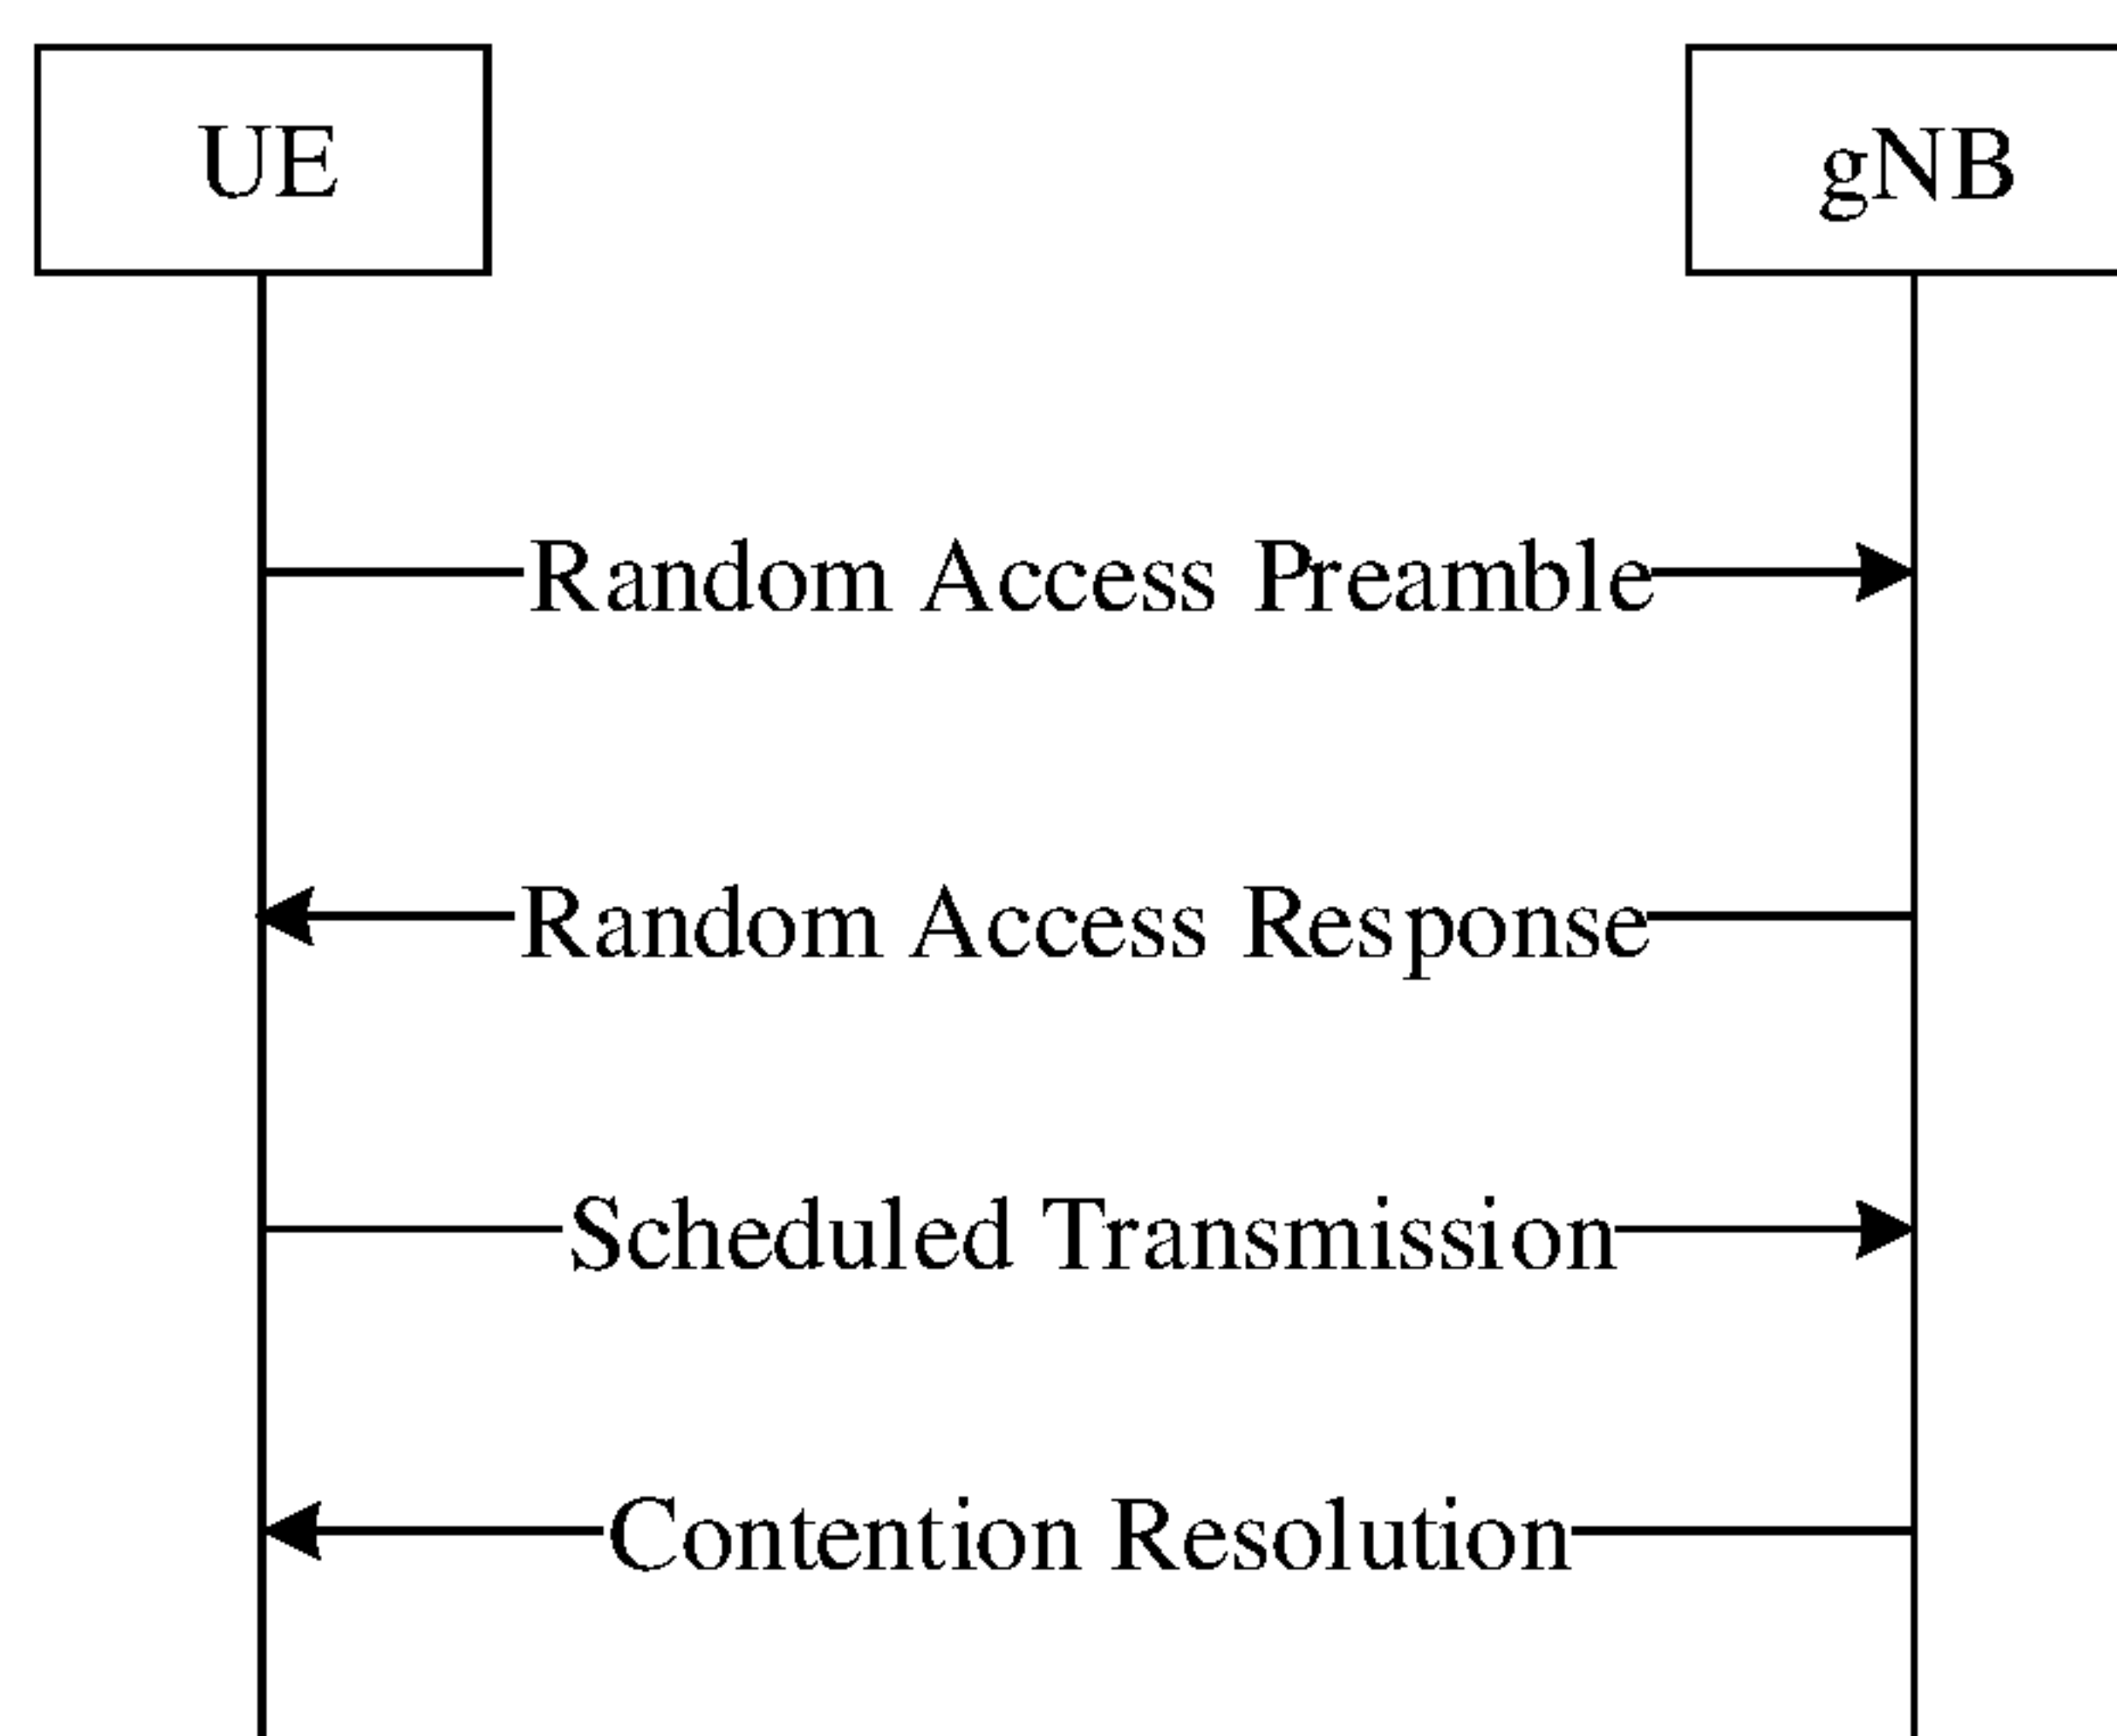 UE
gNB
Random Access Preamble
Random Access Response
Scheduled Transmission
Contention Resolution